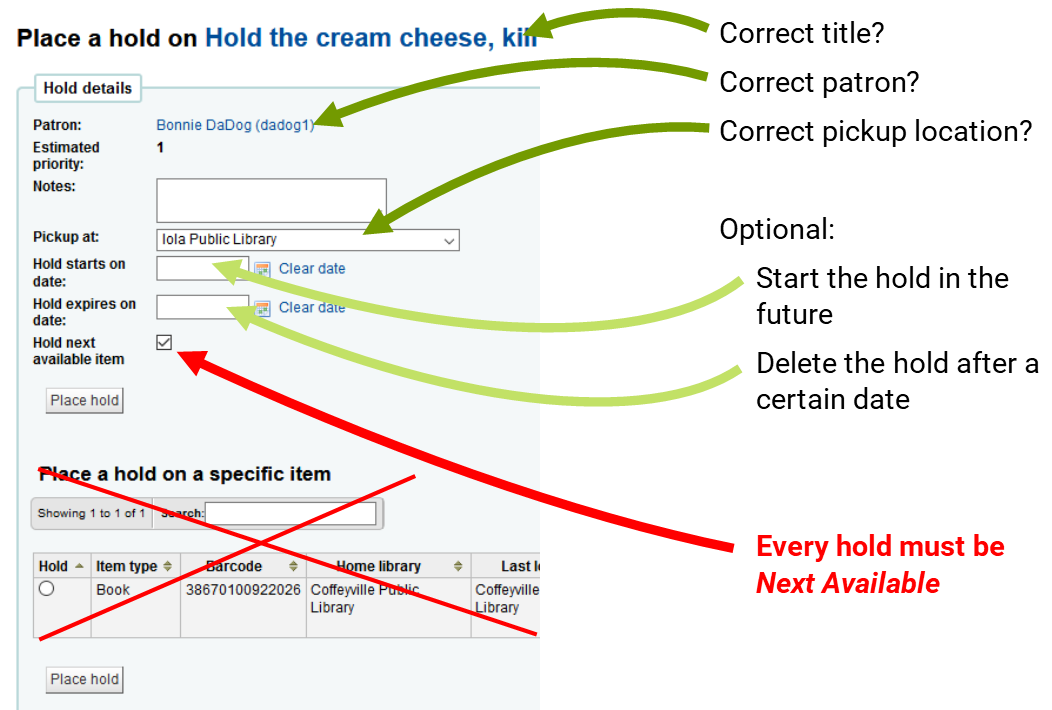 Place a hold on Hold the cream cheese, kill
Correct title?
Correct patron?
Correct pickup location?
Hold details
Patron: Bonnie DaDog (dadog1)
Estimated priority: 1
Notes:
Pickup at: Iola Public Library
Hold starts on date: Clear date
Hold expires on date: Clear date
Hold next available item
Place hold
Optional:
Start the hold in the
future
Delete the hold after a
certain date
Place a hold on a specific item
Showing 1 to 1 of 1 Search:
Hold Item type Barcode Home library Last
Book 38670100922026 Coffeyville Public Library Coffeyville Library
Place hold
Every hold must be
Next Available